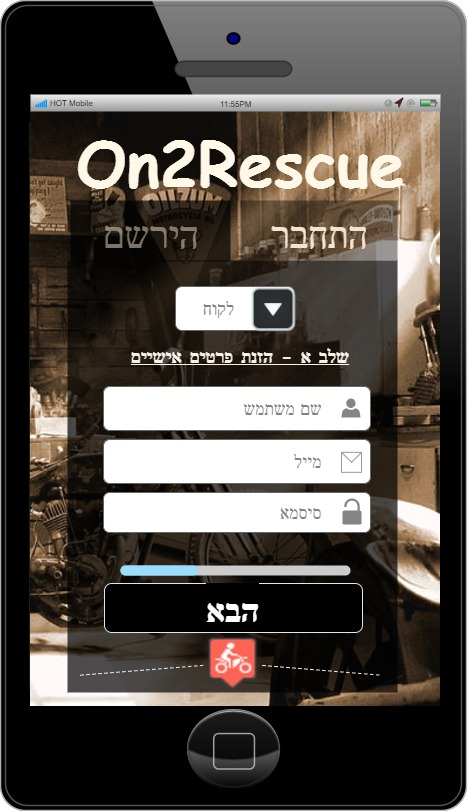 HOT Mobile 11:55PM
On2Rescue
התחבר הירשם
לקוח
שלב א - הזנת פרטים אישיים
שם משתמש
מייל
סיסמא
הבא